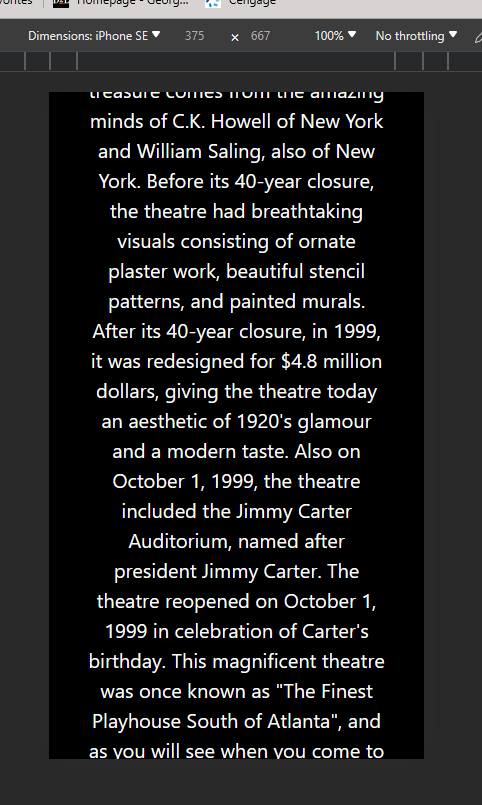 Homepage - Georg...
Cengage
Dimensions: iPhone SE 375 × 667 100% No throttling
treasure comes from the amazing
minds of C.K. Howell of New York
and William Saling, also of New
York. Before its 40-year closure,
the theatre had breathtaking
visuals consisting of ornate
plaster work, beautiful stencil
patterns, and painted murals.
After its 40-year closure, in 1999,
it was redesigned for $4.8 million
dollars, giving the theatre today
an aesthetic of 1920's glamour
and a modern taste. Also on
October 1, 1999, the theatre
included the Jimmy Carter
Auditorium, named after
president Jimmy Carter. The
theatre reopened on October 1,
1999 in celebration of Carter's
birthday. This magnificent theatre
was once known as "The Finest
Playhouse South of Atlanta", and
as you will see when you come to